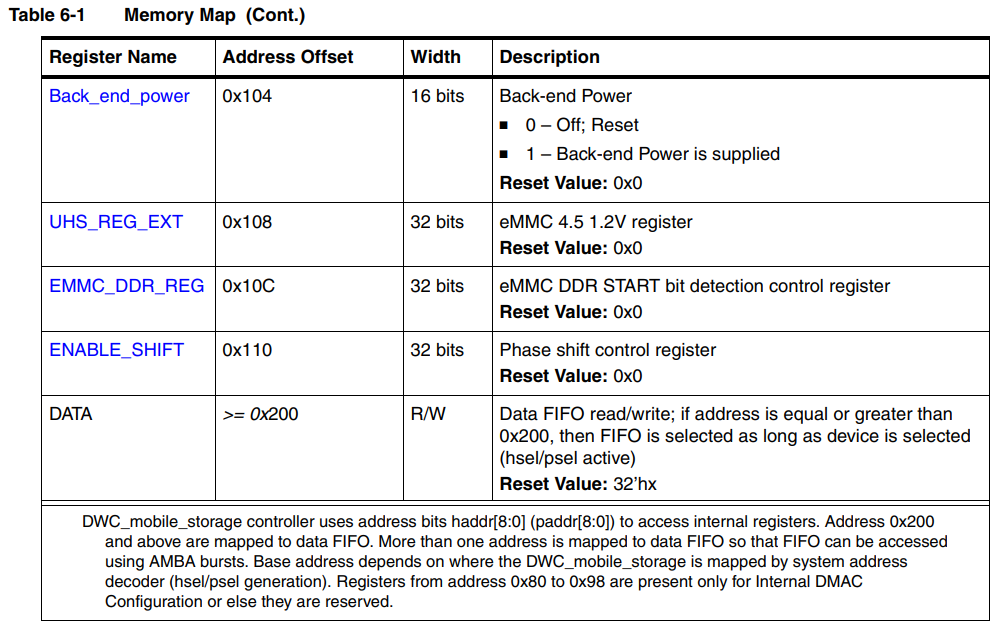 Table 6-1 Memory Map (Cont.)
Register Name Address Offset Width Description
Back_end_power 0x104 16 bits Back-end Power
■ 0 – Off; Reset
■ 1 – Back-end Power is supplied
Reset Value: 0x0
UHS_REG_EXT 0x108 32 bits eMMC 4.5 1.2V register
Reset Value: 0x0
EMMC_DDR_REG 0x10C 32 bits eMMC DDR START bit detection control register
Reset Value: 0x0
ENABLE_SHIFT 0x110 32 bits Phase shift control register
Reset Value: 0x0
DATA >= 0x200 R/W Data FIFO read/write; if address is equal or greater than
0x200, then FIFO is selected as long as device is selected
(hsel/psel active)
Reset Value: 32’hx
DWC_mobile_storage controller uses address bits haddr[8:0] (paddr[8:0]) to access internal registers. Address 0x200
and above are mapped to data FIFO. More than one address is mapped to data FIFO so that FIFO can be accessed
using AMBA bursts. Base address depends on where the DWC_mobile_storage is mapped by system address
decoder (hsel/psel generation). Registers from address 0x80 to 0x98 are present only for Internal DMAC
Configuration or else they are reserved.